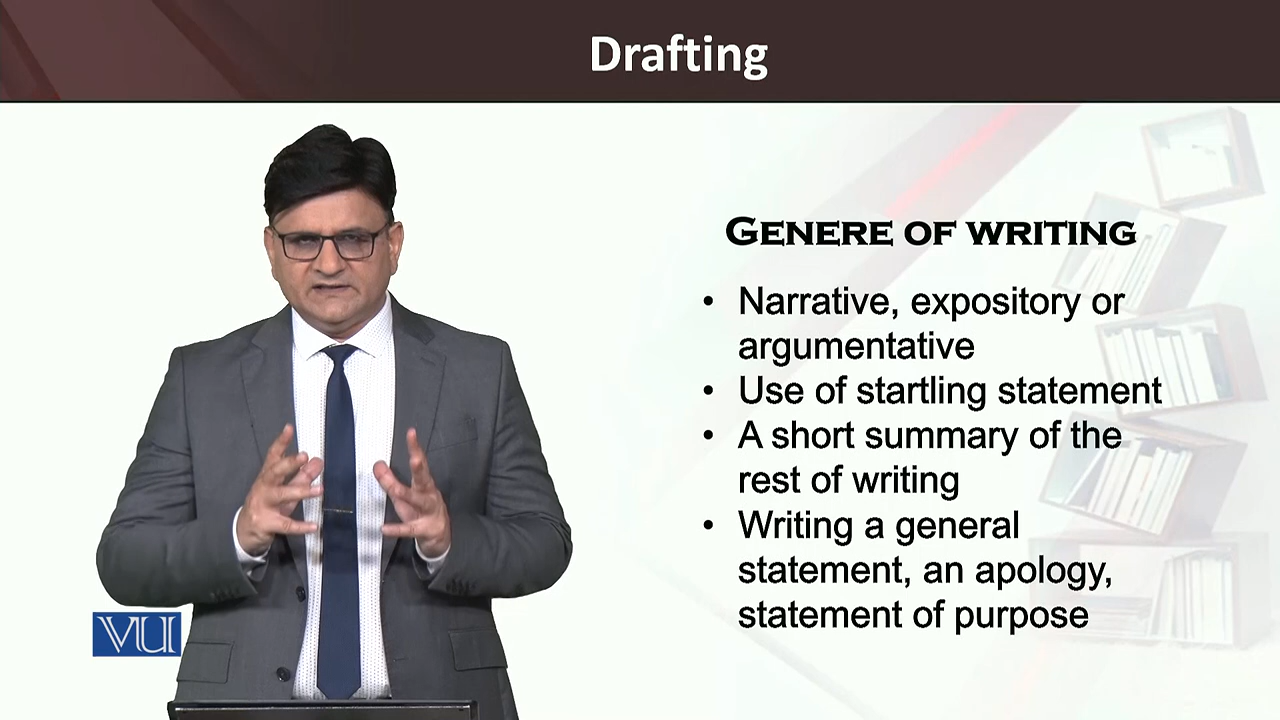 Drafting
GENERE OF WRITING
• Narrative, expository or
argumentative
• Use of startling statement
• A short summary of the
rest of writing
• Writing a general
statement, an apology,
statement of purpose
VU